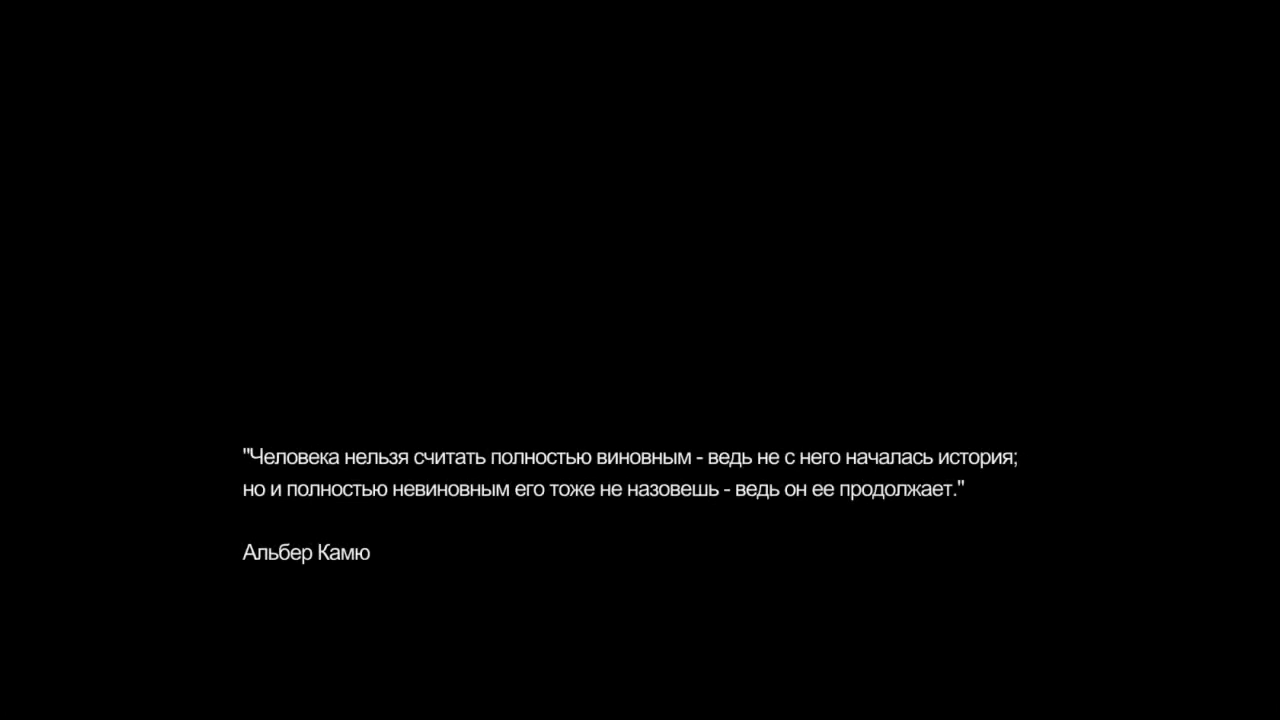 "Человека нельзя считать полностью виновным - ведь не с него началась история;
но и полностью невиновным его тоже не назовешь - ведь он ее продолжает."
Альбер Камю